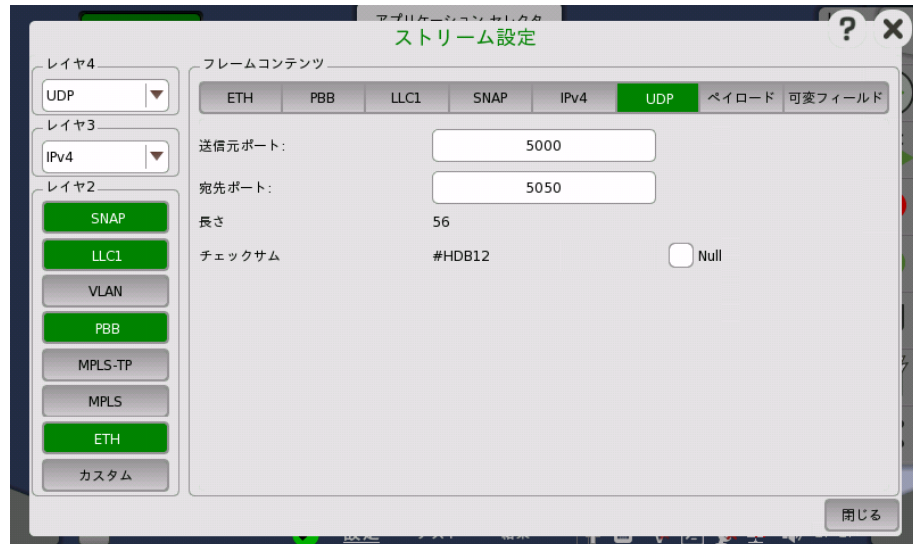 アプリケーション セレクタ
ストリーム設定
?
レイヤ4
UDP
レイヤ3
IPv4
レイヤ2
SNAP
LLC1
VLAN
PBB
MPLS-TP
MPLS
ETH
カスタム
フレームコンテンツ
ETH PBB LLC1 SNAP IPv4 UDP ペイロード 可変フィールド
送信元ポート: 5000
宛先ポート: 5050
長さ 56
チェックサム #HDB12 Null
閉じる